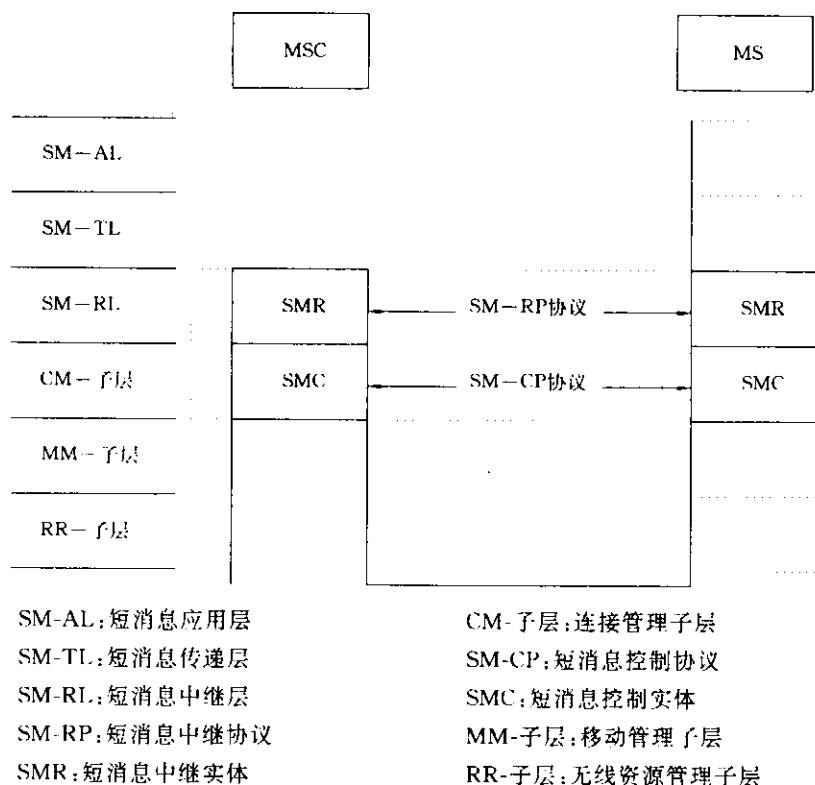 MSC
MS
SM-AL
SM-TL
SM-RL
SMR
SM-RP协议
SMR
CM-子层
SMC
SM-CP协议
SMC
MM-子层
RR-子层
SM-AL:短消息应用层
CM-子层:连接管理子层
SM-TL:短消息传递层
SM-CP:短消息控制协议
SM-RL:短消息中继层
SMC:短消息控制实体
SM-RP:短消息中继协议
MM-子层:移动管理子层
SMR:短消息中继实体
RR-子层:无线资源管理子层